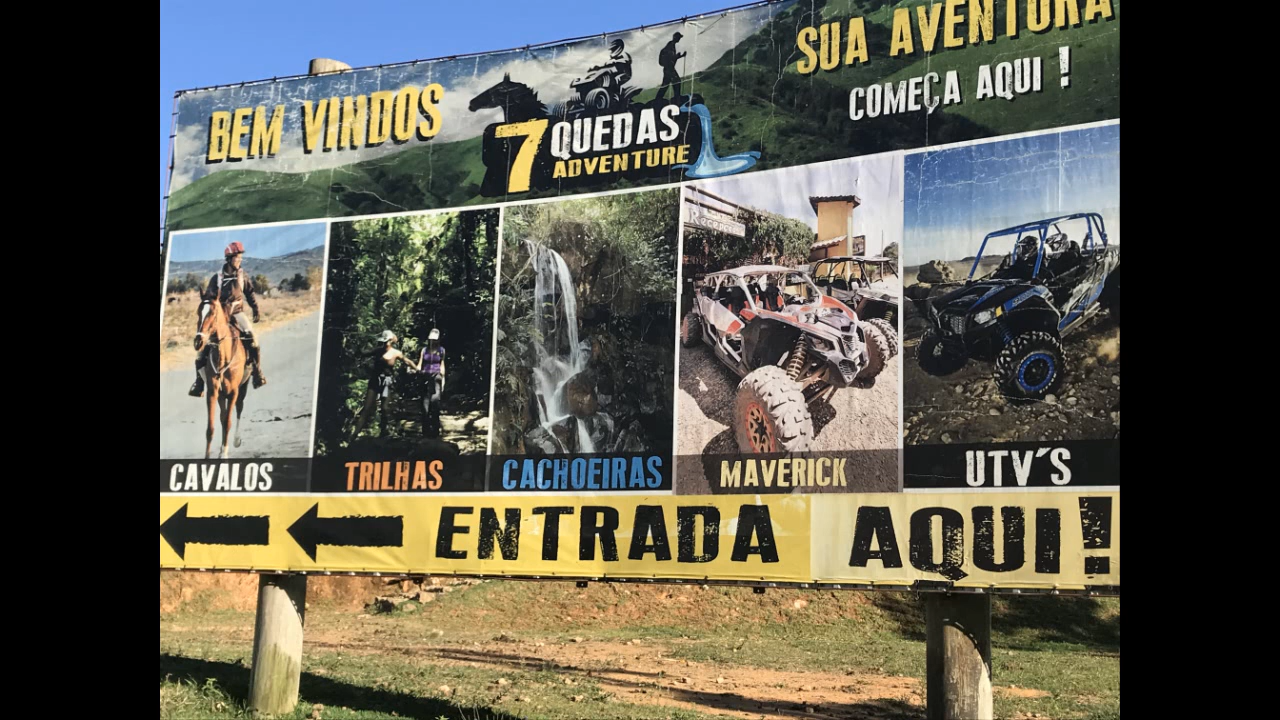 BEM VINDOS
7 QUEDAS
ADVENTURE
SUA AVENTURA
COMEÇA AQUI !
CAVALOS
TRILHAS
CACHOEIRAS
MAVERICK
UTV´S
ENTRADA AQUI!